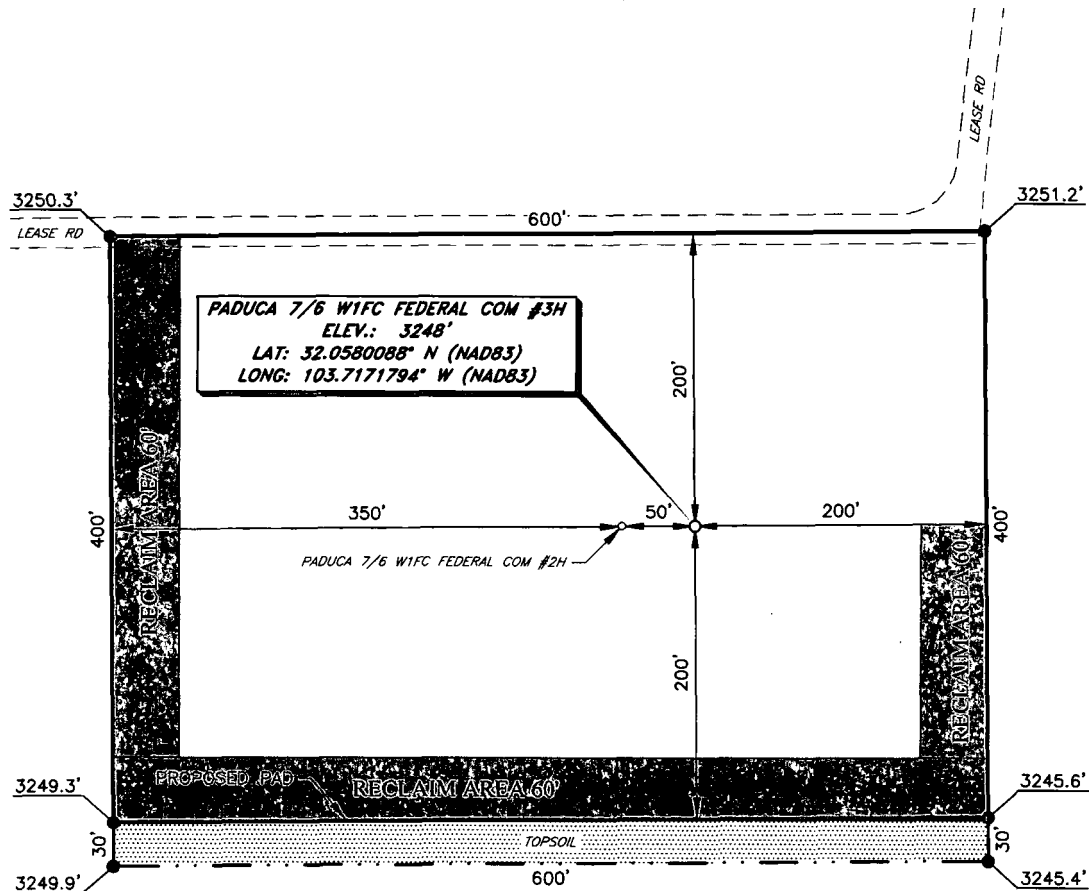 LEASE RD
3250.3'
3251.2'
600'
LEASE RD
PADUCA 7/6 W1FC FEDERAL COM #3H
ELEV.: 3248'
LAT: 32.0580088° N (NAD83)
LONG: 103.7171794° W (NAD83)
200'
RECLAIM AREA 60'
400'
350'
50'
200'
400'
PADUCA 7/6 W1FC FEDERAL COM #2H
RECLAIM AREA 60'
200'
PROPOSED PAD
RECLAIM AREA 60'
3249.3'
3245.6'
30'
TOPSOIL
30'
3249.9'
600'
3245.4'